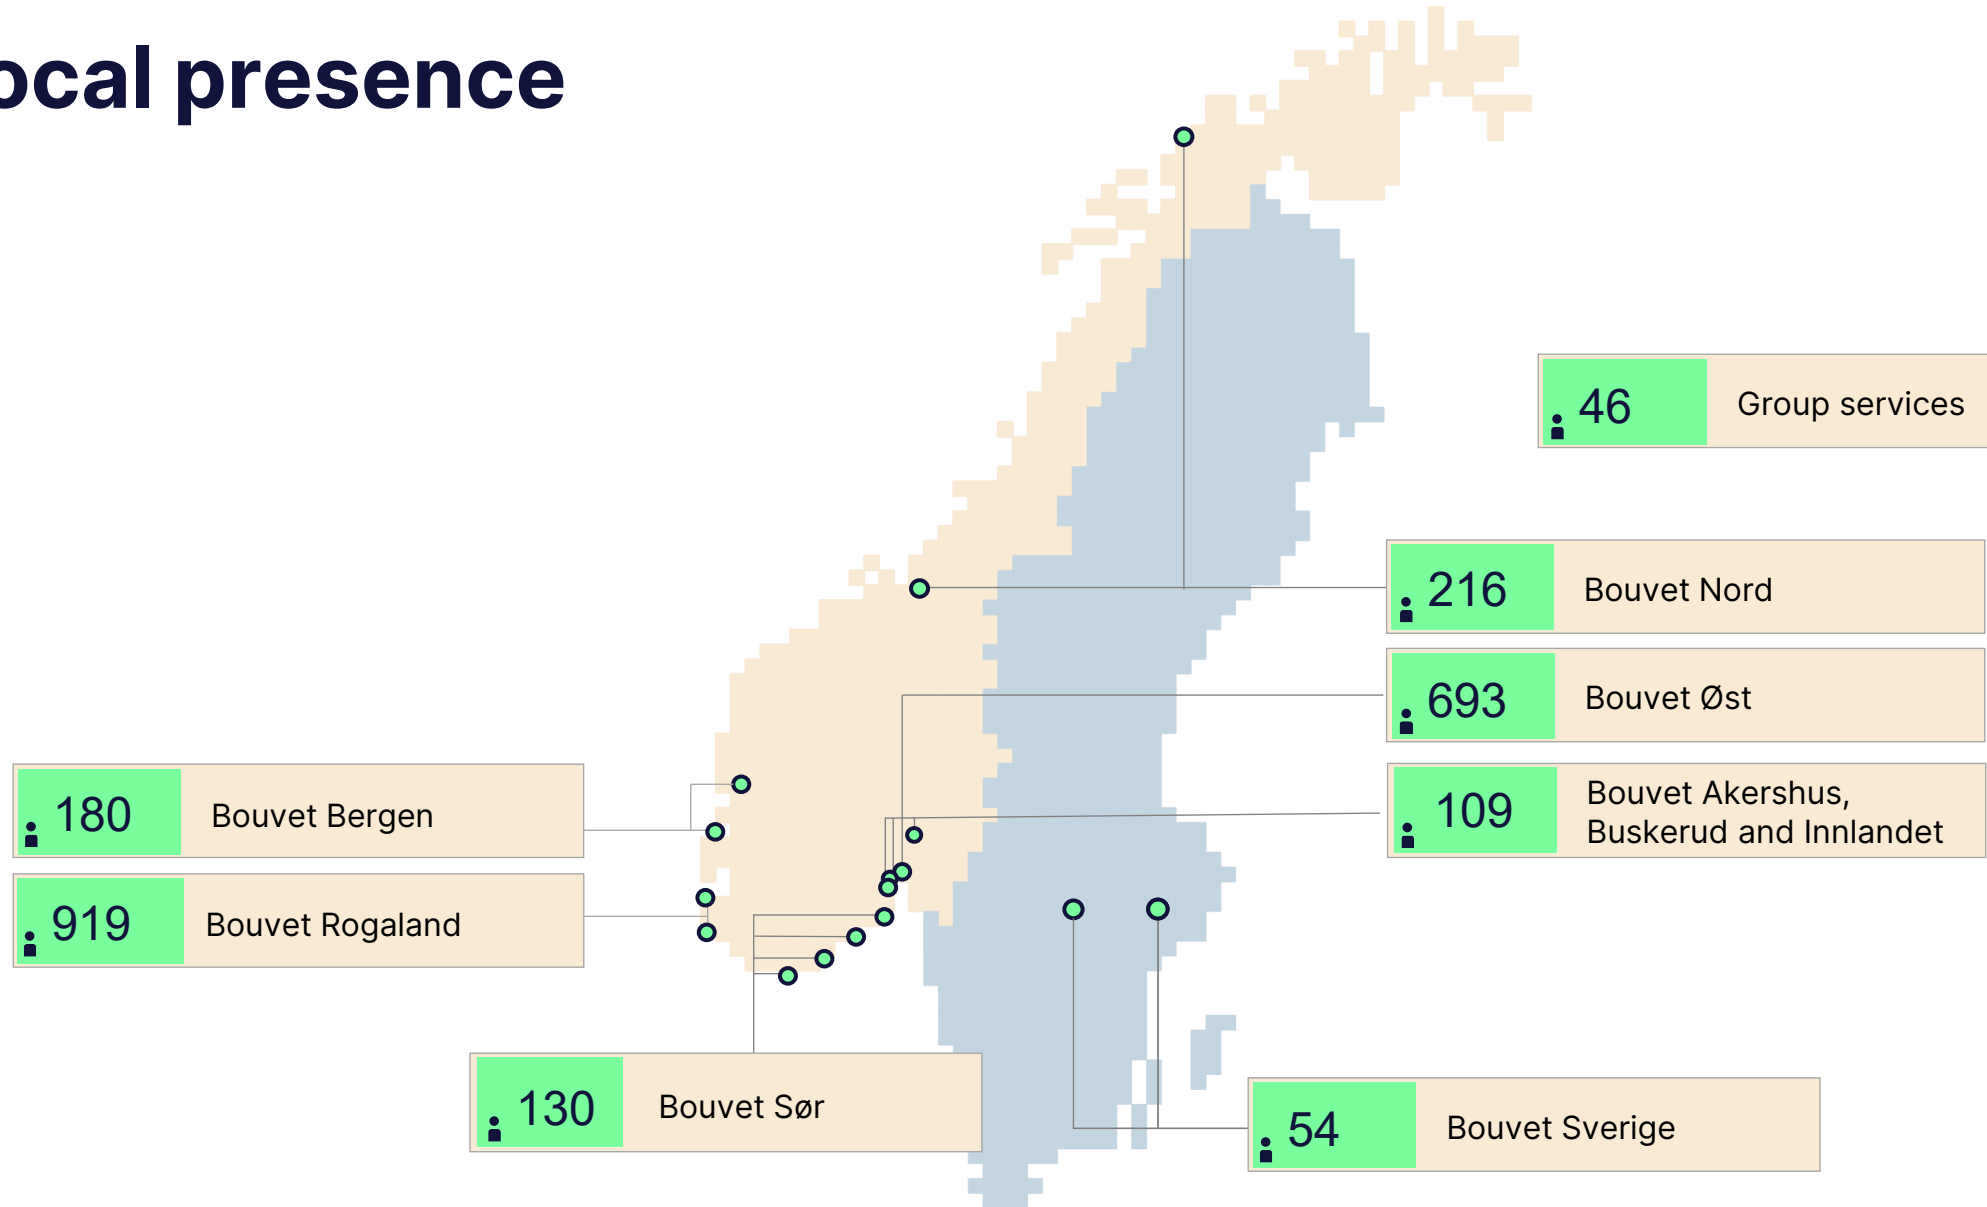 ocal presence
46
Group services
216
Bouvet Nord
693
Bouvet Øst
109
Bouvet Akershus,
Buskerud and Innlandet
180
Bouvet Bergen
919
Bouvet Rogaland
130
Bouvet Sør
54
Bouvet Sverige